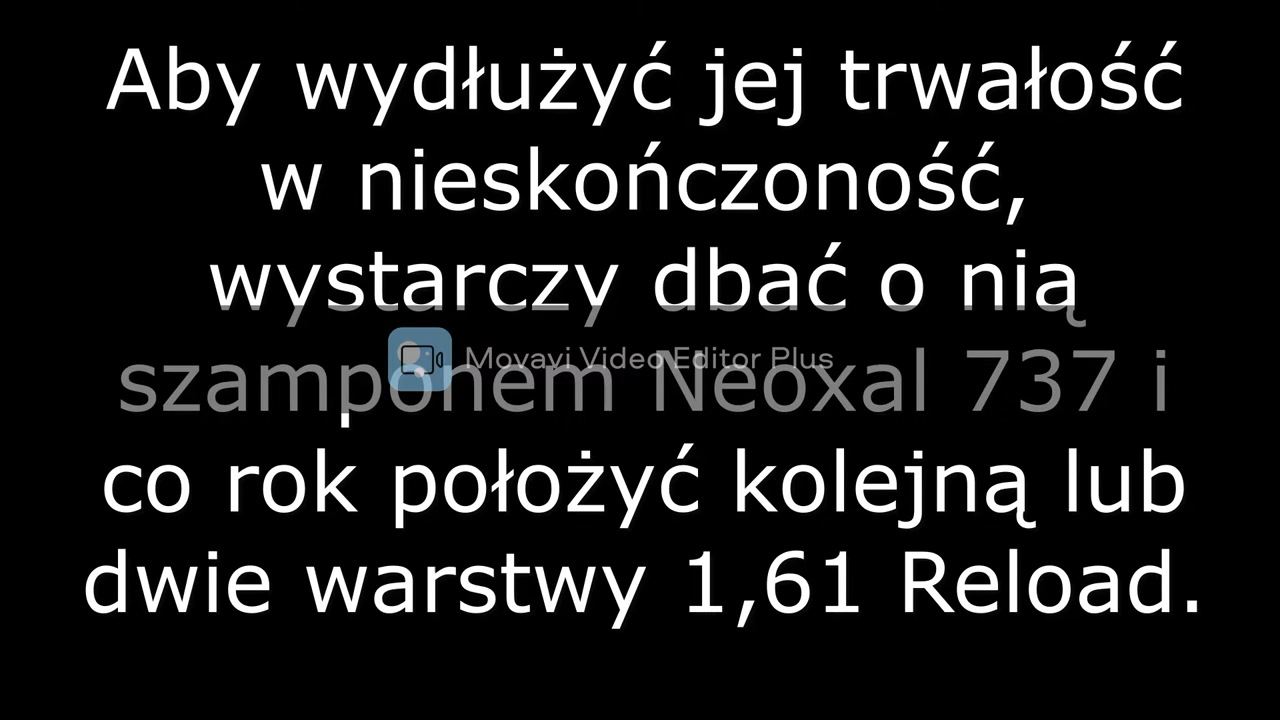 Aby wydłużyć jej trwałość
w nieskończoność,
wystarczy dbać o nią
Movavi Video Editor Plus
szamponem Neoxal 737 i
co rok położyć kolejną lub
dwie warstwy 1,61 Reload.